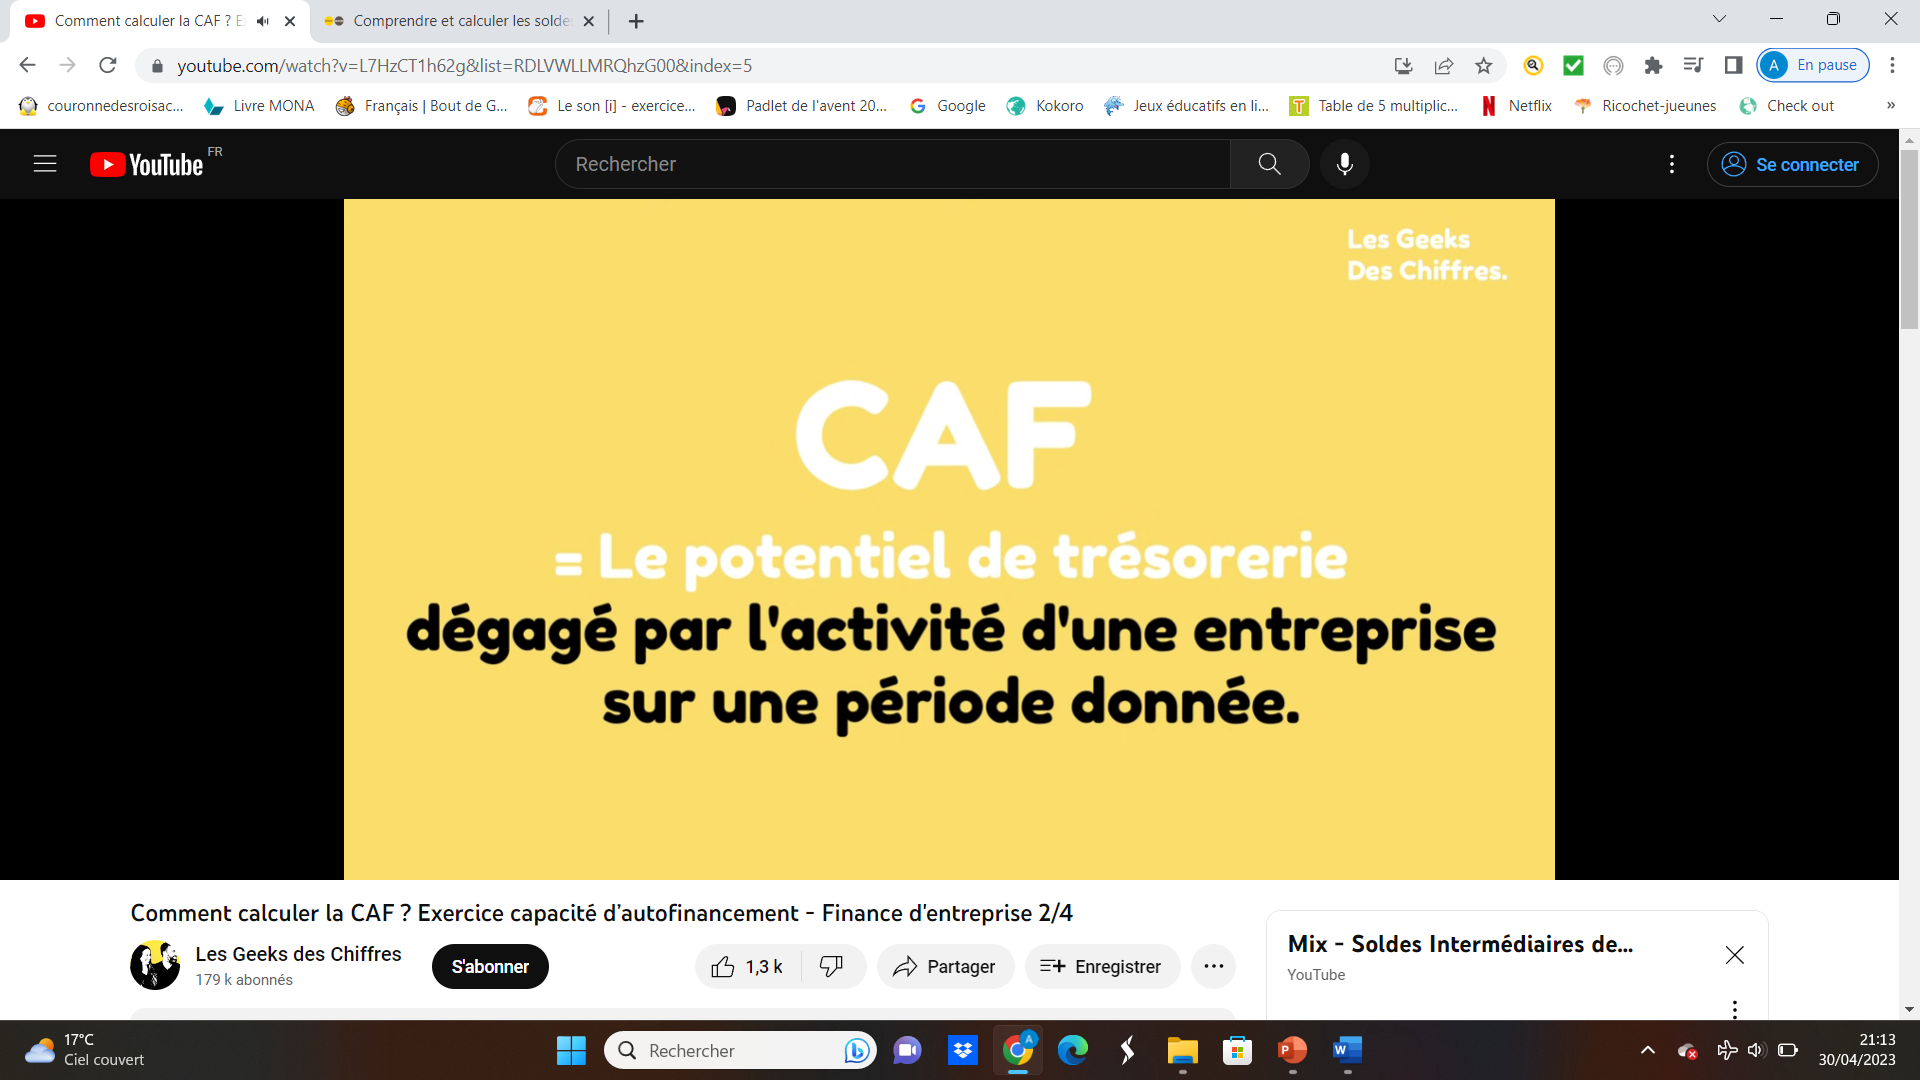 Comment calculer la CAF ? E
Comprendre et calculer les solde
youtube.com/watch?v=L7HzCT1h62g&list=RDLVWLLMRQhzG00&index=5
A En pause
couronnedesroisac...
Livre MONA
Français | Bout de G...
Le son [i] - exercice...
Padlet de l'avent 20...
Google
Kokoro
Jeux éducatifs en li...
Table de 5 multiplic...
Netflix
Ricochet-jueunes
Check out
»
YouTube FR
Rechercher
Se connecter
Les Geeks
Des Chiffres.
CAF
= Le potentiel de trésorerie
dégagé par l'activité d'une entreprise
sur une période donnée.
Comment calculer la CAF ? Exercice capacité d’autofinancement - Finance d'entreprise 2/4
Les Geeks des Chiffres
179 k abonnés
S'abonner
1,3 k
Partager
Enregistrer
Mix - Soldes Intermédiaires de...
YouTube
17°C
Ciel couvert
Rechercher
21:13
30/04/2023